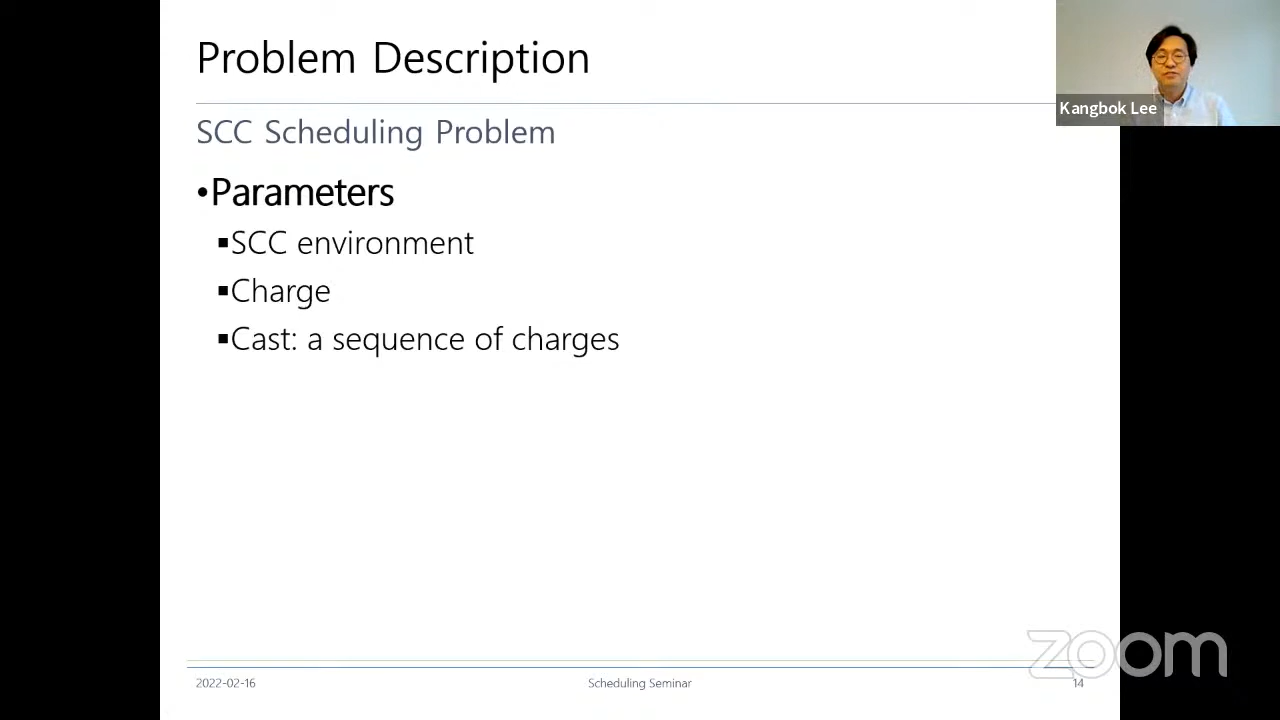 Problem Description
SCC Scheduling Problem
•Parameters
▪SCC environment
▪Charge
▪Cast: a sequence of charges
Kangbok Lee
2022-02-16
Scheduling Seminar
14
zoom